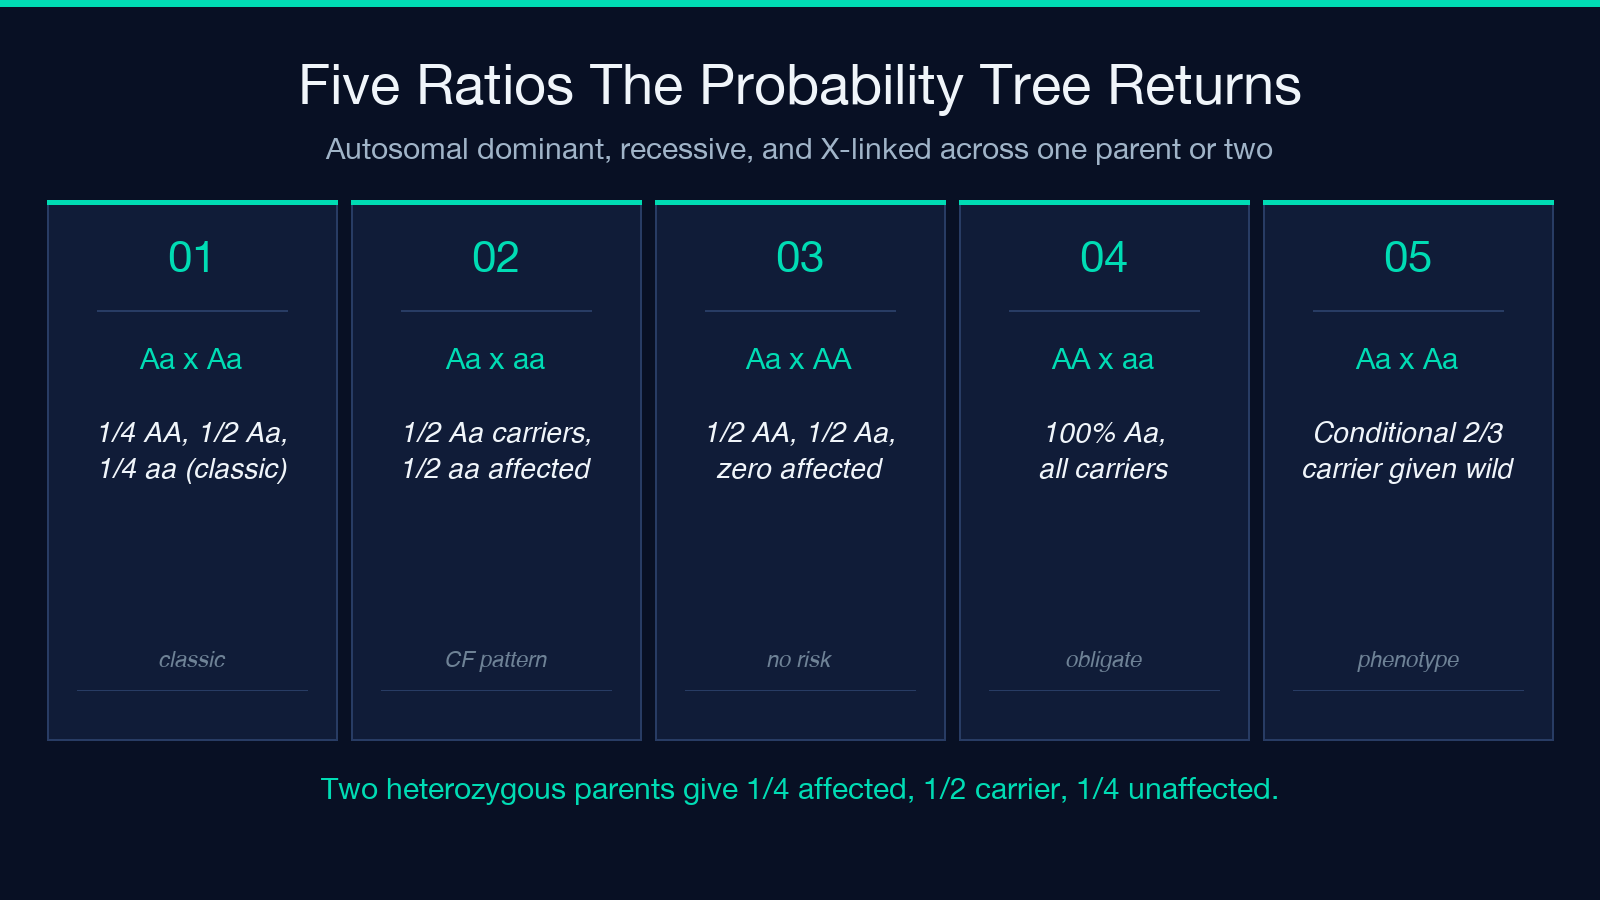 Five Ratios The Probability Tree Returns
Autosomal dominant, recessive, and X-linked across one parent or two
01
Aa x Aa
1/4 AA, 1/2 Aa,
1/4 aa (classic)
classic
02
Aa x aa
1/2 Aa carriers,
1/2 aa affected
CF pattern
03
Aa x AA
1/2 AA, 1/2 Aa,
zero affected
no risk
04
AA x aa
100% Aa,
all carriers
obligate
05
Aa x Aa
Conditional 2/3
carrier given wild
phenotype
Two heterozygous parents give 1/4 affected, 1/2 carrier, 1/4 unaffected.